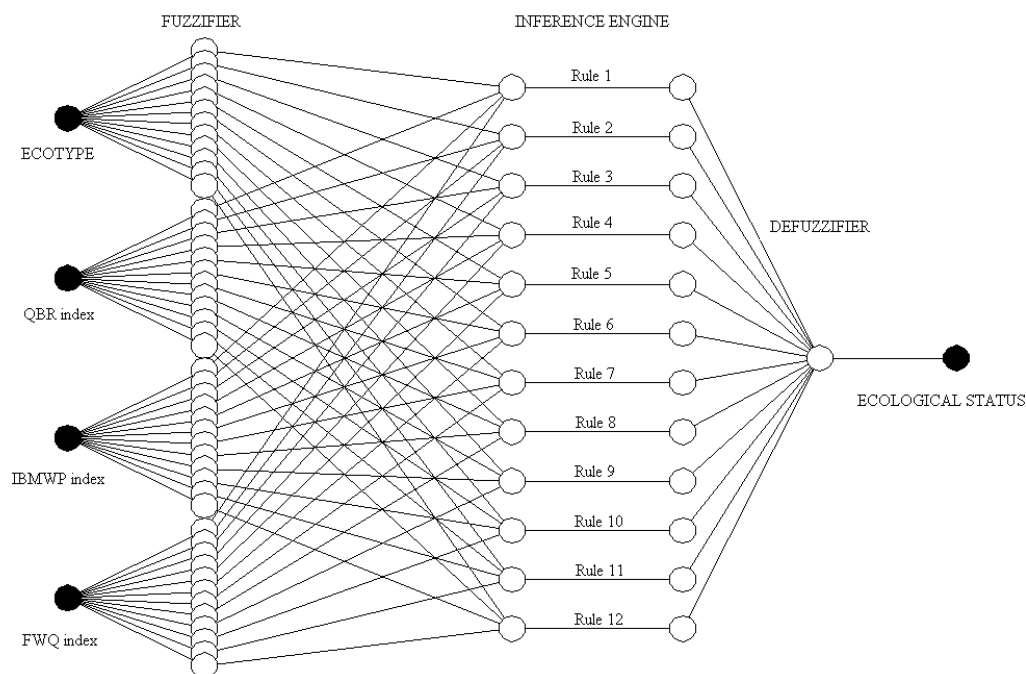 FUZZIFIER
INFERENCE ENGINE
Rule 1
Rule 2
ECOTYPE
Rule 3
Rule 4
DEFUZZIFIER
Rule 5
QBR index
Rule 6
Rule 7
ECOLOGICAL STATUS
Rule 8
IBMWP index
Rule 9
Rule 10
Rule 11
Rule 12
FWQ index